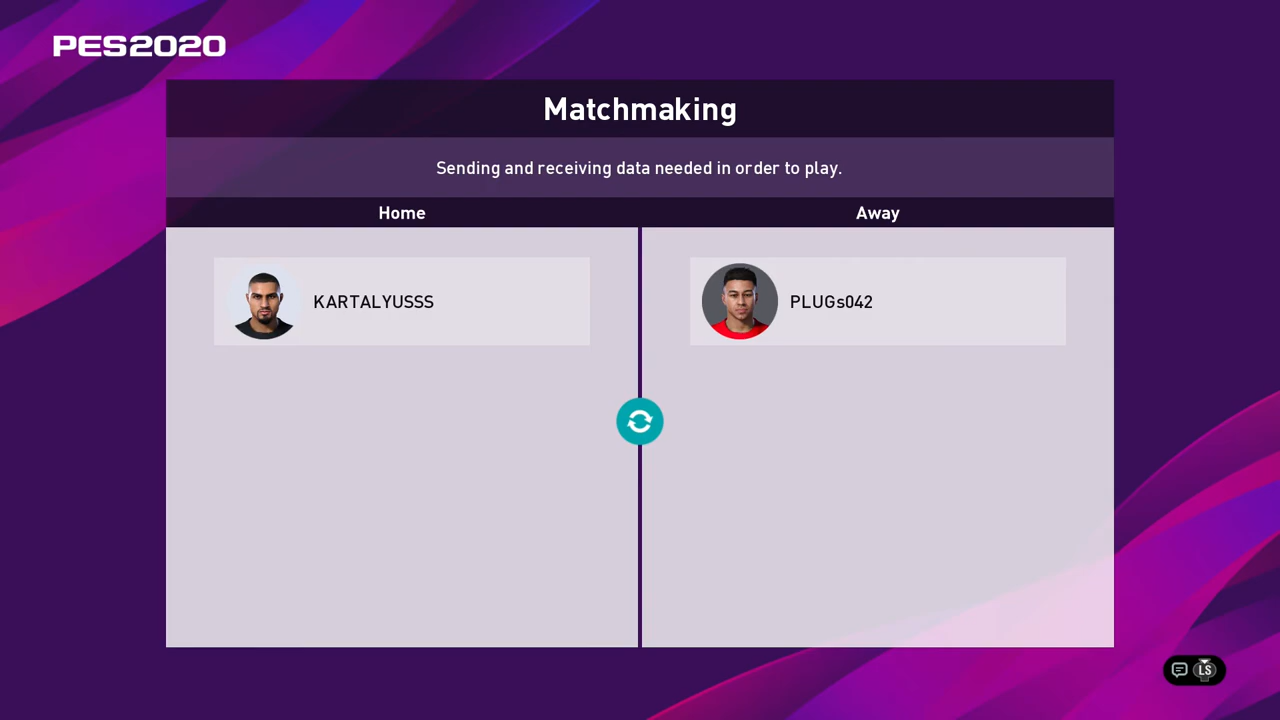 PES2020
Matchmaking
Sending and receiving data needed in order to play.
Home
Away
KARTALYUSSS
PLUGs042
LS